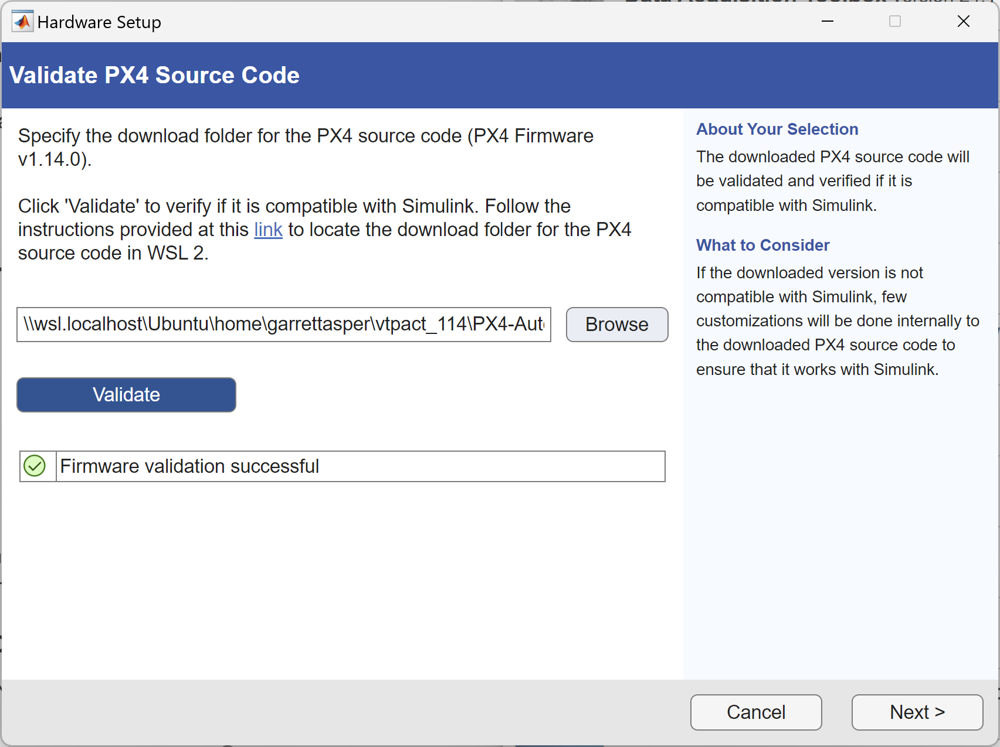 Hardware Setup
Validate PX4 Source Code
Specify the download folder for the PX4 source code (PX4 Firmware
v1.14.0).
Click 'Validate' to verify if it is compatible with Simulink. Follow the
instructions provided at this link to locate the download folder for the PX4
source code in WSL 2.
\\wsl.localhost\Ubuntu\home\garrettasper\vtpact_114\PX4-Aut
Browse
Validate
Firmware validation successful
About Your Selection
The downloaded PX4 source code will
be validated and verified if it is
compatible with Simulink.
What to Consider
If the downloaded version is not
compatible with Simulink, few
customizations will be done internally to
the downloaded PX4 source code to
ensure that it works with Simulink.
Cancel
Next >